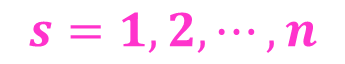 s = 1, 2, ⋯ , n